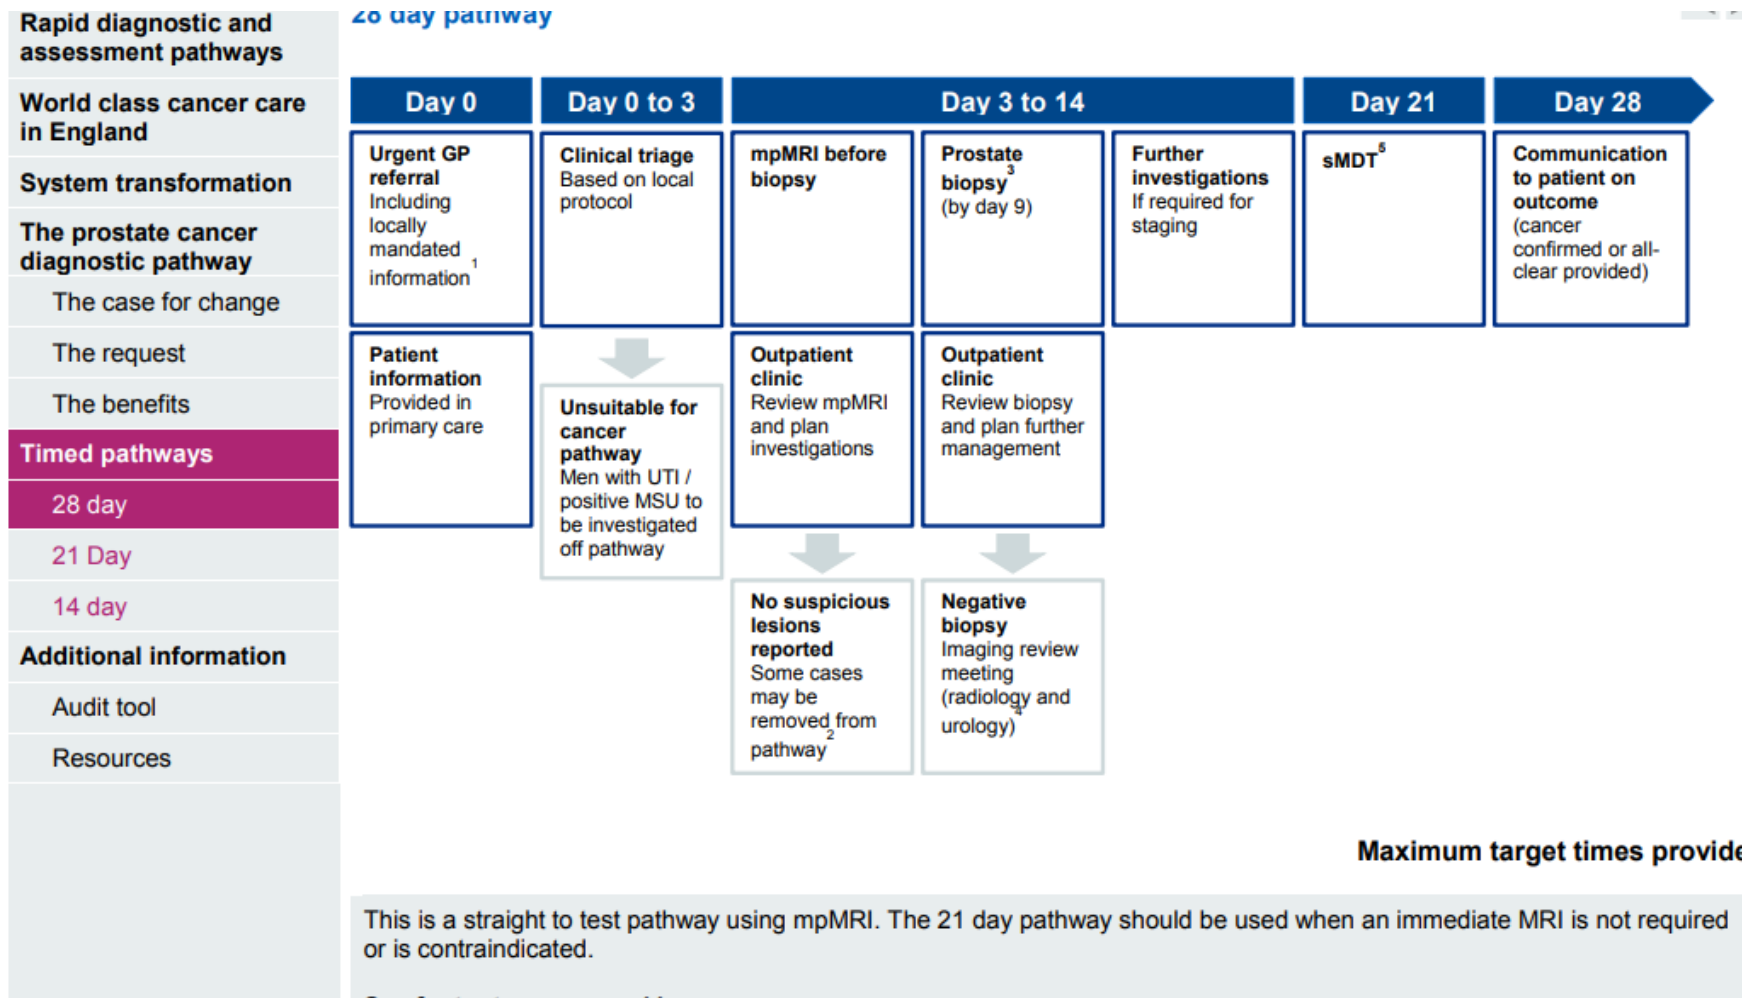 Rapid diagnostic and
assessment pathways
World class cancer care
in England
System transformation
The prostate cancer
diagnostic pathway
The case for change
The request
The benefits
Timed pathways
28 day
21 Day
14 day
Additional information
Audit tool
Resources
28 day pathway
Day 0
Day 0 to 3
Day 3 to 14
Day 21
Day 28
Urgent GP
referral
Including
locally
mandated
information1
Patient
information
Provided in
primary care
Clinical triage
Based on local
protocol
Unsuitable for
cancer
pathway
Men with UTI /
positive MSU to
be investigated
off pathway
mpMRI before
biopsy
Outpatient
clinic
Review mpMRI
and plan
investigations
No suspicious
lesions
reported
Some cases
may be
removed from
pathway2
Prostate
biopsy3
(by day 9)
Outpatient
clinic
Review biopsy
and plan further
management
Negative
biopsy
Imaging review
meeting
(radiology and
urology)4
Further
investigations
If required for
staging
sMDT5
Communication
to patient on
outcome
(cancer
confirmed or all-
clear provided)
Maximum target times provide
This is a straight to test pathway using mpMRI. The 21 day pathway should be used when an immediate MRI is not required
or is contraindicated.